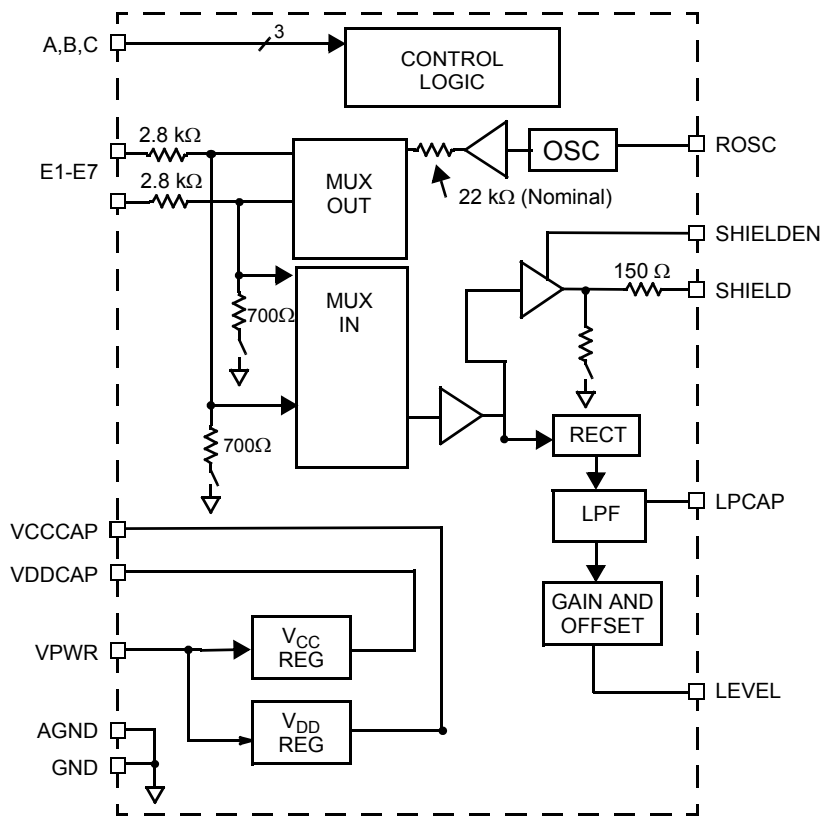 A,B,C
3
CONTROL
LOGIC
2.8 kΩ
E1-E7
2.8 kΩ
MUX
OUT
OSC
ROSC
22 kΩ (Nominal)
SHIELDEN
150 Ω
SHIELD
MUX
IN
700Ω
700Ω
RECT
LPF
LPCAP
GAIN AND
OFFSET
LEVEL
VCCCAP
VDDCAP
VPWR
VCC
REG
VDD
REG
AGND
GND